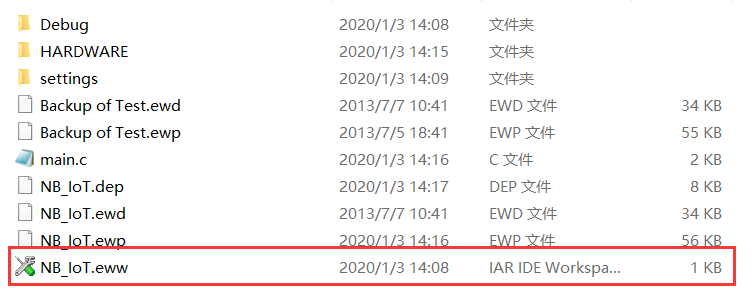 Debug 2020/1/3 14:08 文件夹
HARDWARE 2020/1/3 14:15 文件夹
settings 2020/1/3 14:09 文件夹
Backup of Test.ewd 2013/7/7 10:41 EWD 文件 34 KB
Backup of Test.ewp 2013/7/5 18:41 EWP 文件 55 KB
main.c 2020/1/3 14:16 C 文件 2 KB
NB_IoT.dep 2020/1/3 14:17 DEP 文件 8 KB
NB_IoT.ewd 2013/7/7 10:41 EWD 文件 34 KB
NB_IoT.ewp 2020/1/3 14:16 EWP 文件 56 KB
NB_IoT.eww 2020/1/3 14:08 IAR IDE Workspa... 1 KB